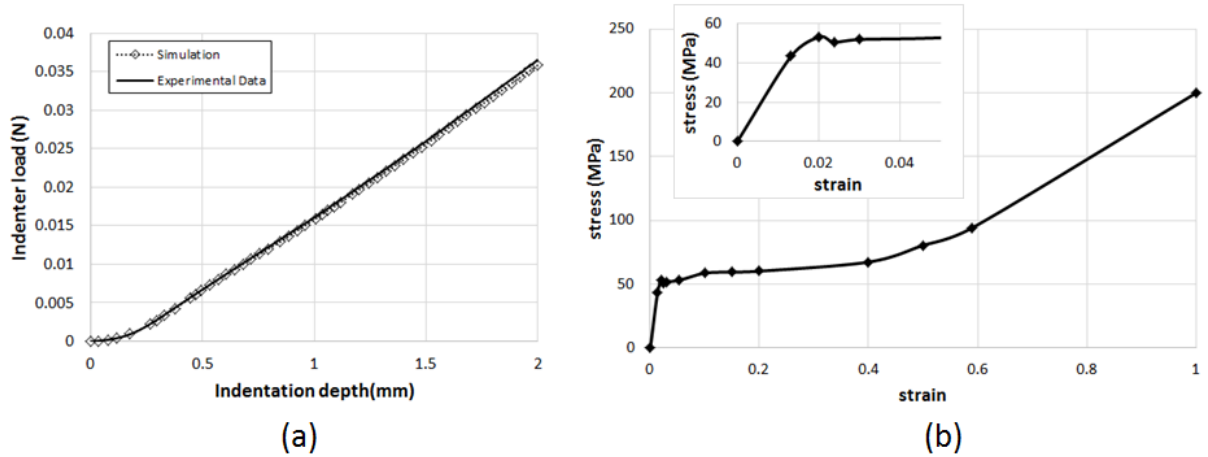 Simulation
Experimental Data
0.04
0.035
0.03
0.025
0.02
0.015
0.01
0.005
0
Indenter load (N)
0 0.5 1 1.5 2
Indentation depth(mm)
(a)
250
200
150
100
50
0
stress (MPa)
0 0.2 0.4 0.6 0.8 1
strain
60
40
20
0
stress (MPa)
0 0.02 0.04
strain
(b)